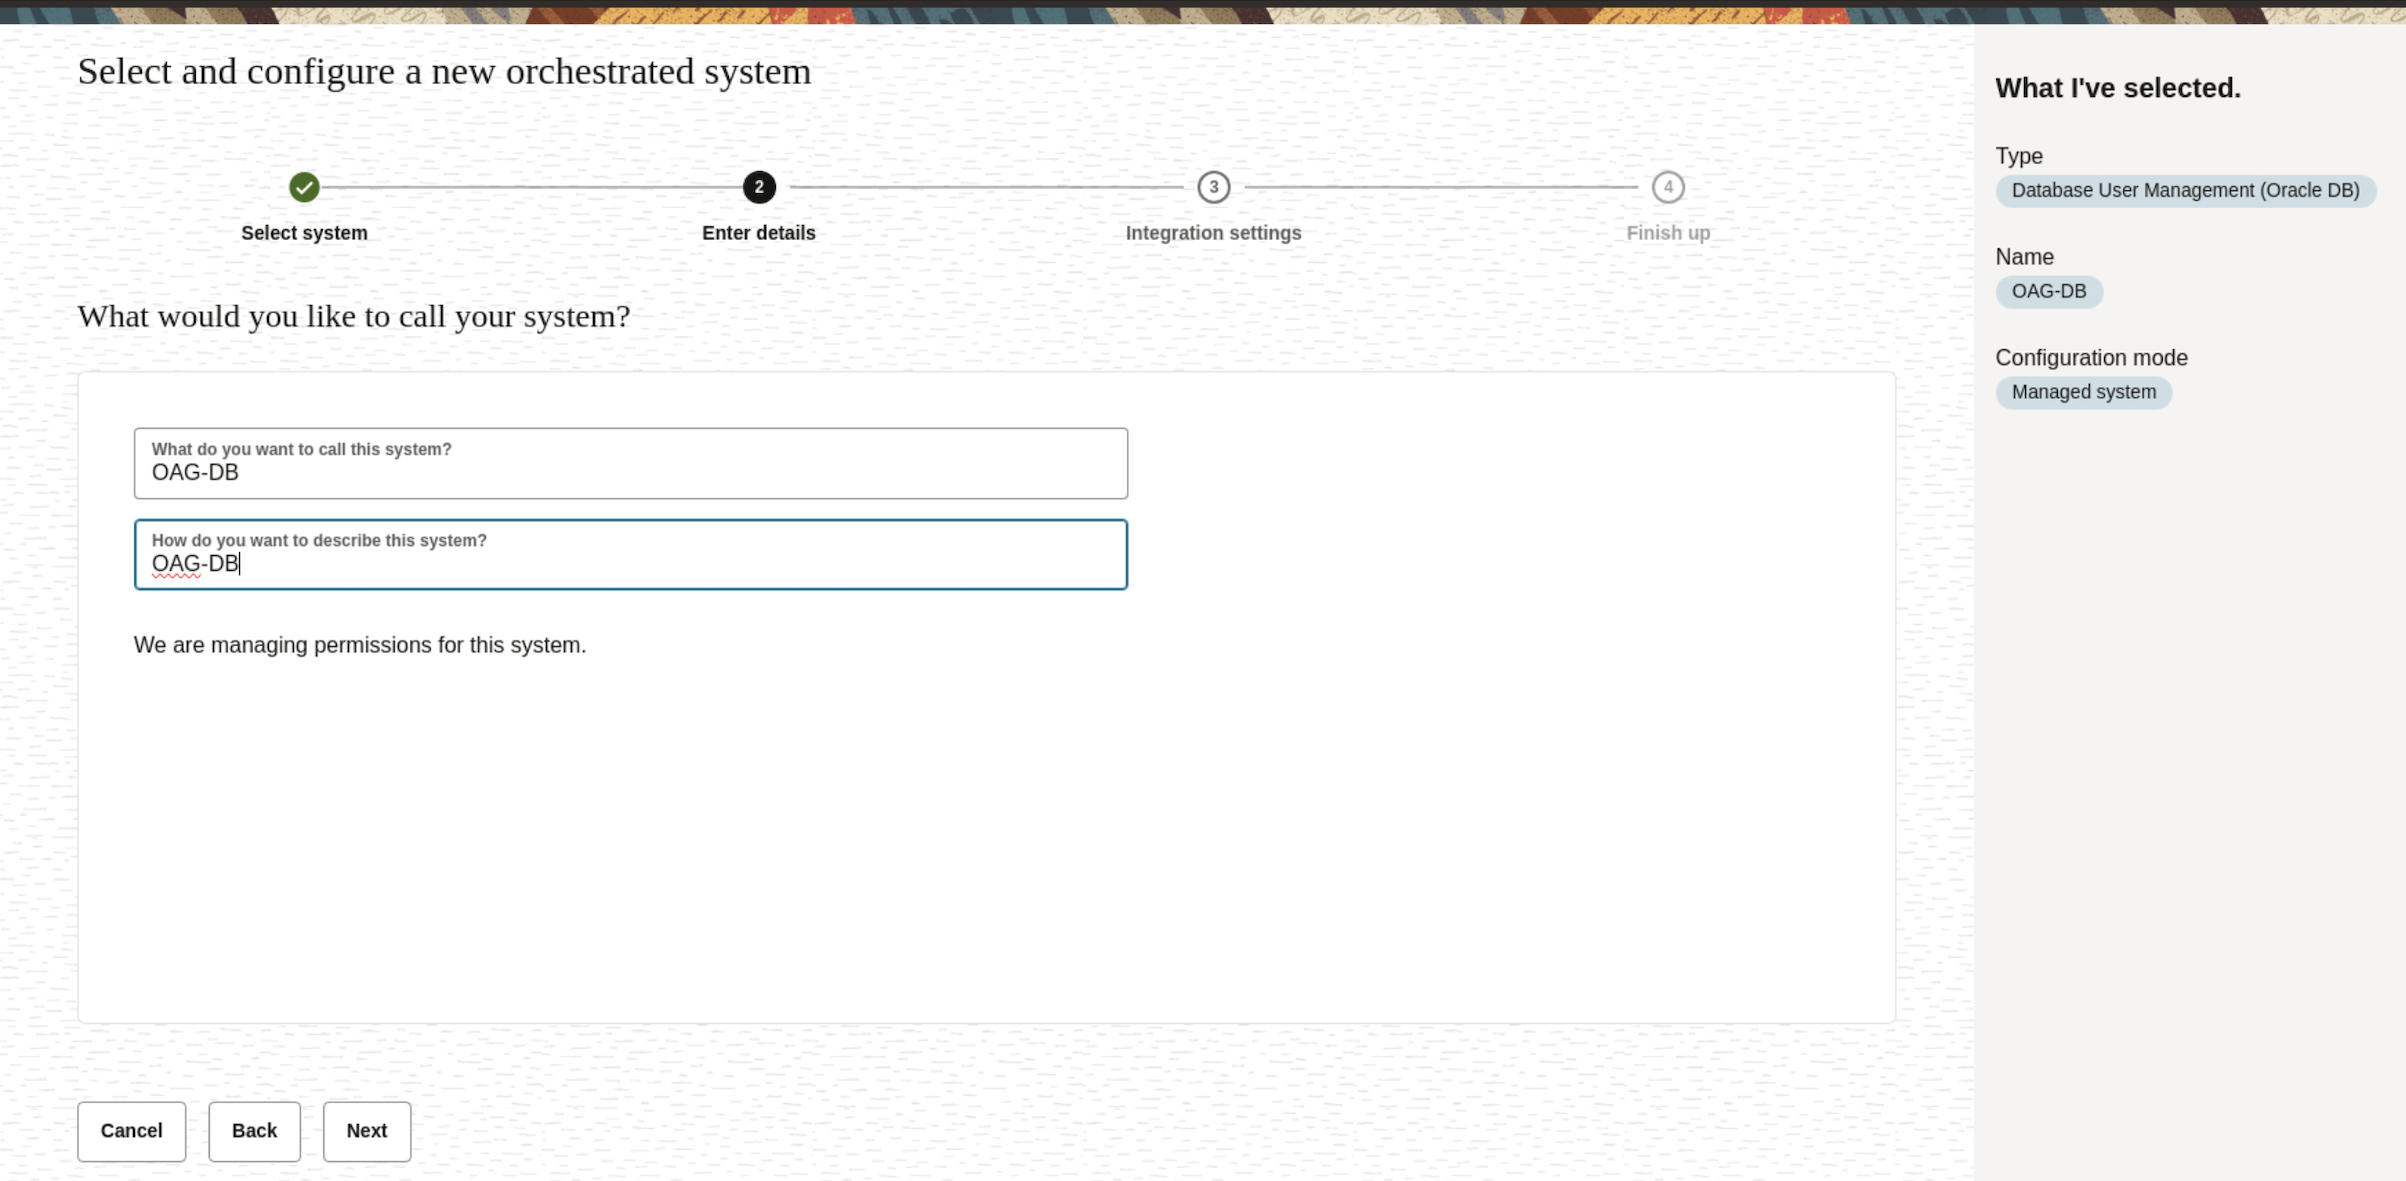 Select and configure a new orchestrated system
2
3
4
Select system
Enter details
Integration settings
Finish up
What would you like to call your system?
What do you want to call this system?
OAG-DB
How do you want to describe this system?
OAG-DB
We are managing permissions for this system.
Cancel
Back
Next
What I've selected.
Type
Database User Management (Oracle DB)
Name
OAG-DB
Configuration mode
Managed system